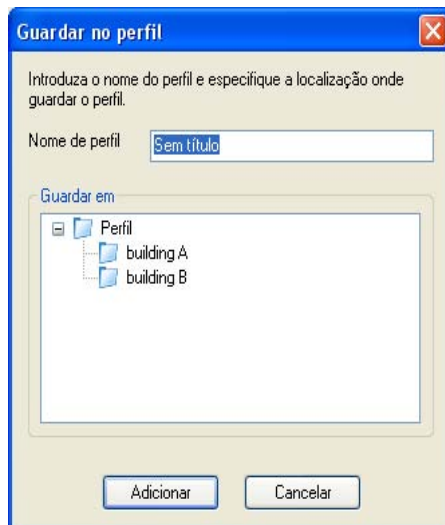 Guardar no perfil
Introduza o nome do perfil e especifique a localização onde
guardar o perfil.
Nome de perfil
Sem título
Guardar em
Perfil
building A
building B
Adicionar
Cancelar